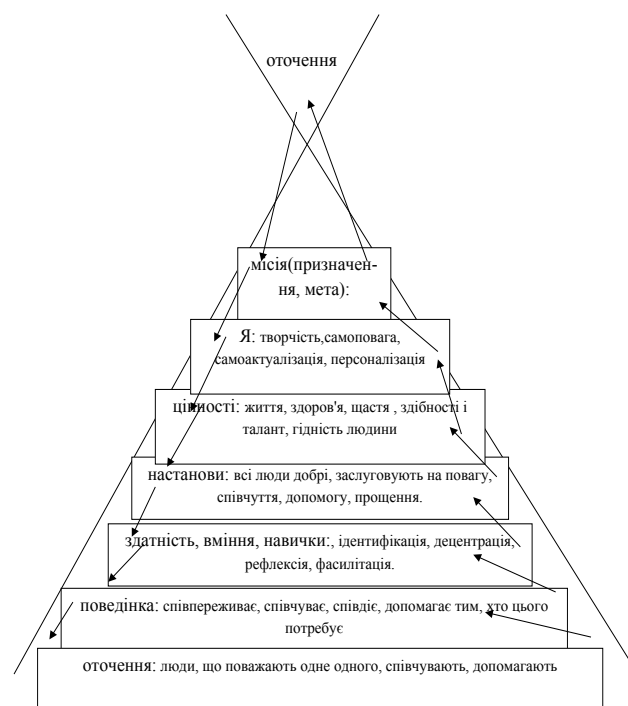 оточення
місія(призначен-
ня, мета):
Я: творчість,самоповага,
самоактуалізація, персоналізація
цінності: життя, здоров'я, щастя , здібності і
талант, гідність людини
настанови: всі люди добрі, заслуговують на повагу,
співчуття, допомогу, прощення.
здатність, вміння, навички:, ідентифікація, децентрація,
рефлексія, фасилітація.
поведінка: співпереживає, співчуває, співдіє, допомагає тим, хто цього
потребує
оточення: люди, що поважають одне одного, співчувають, допомагають